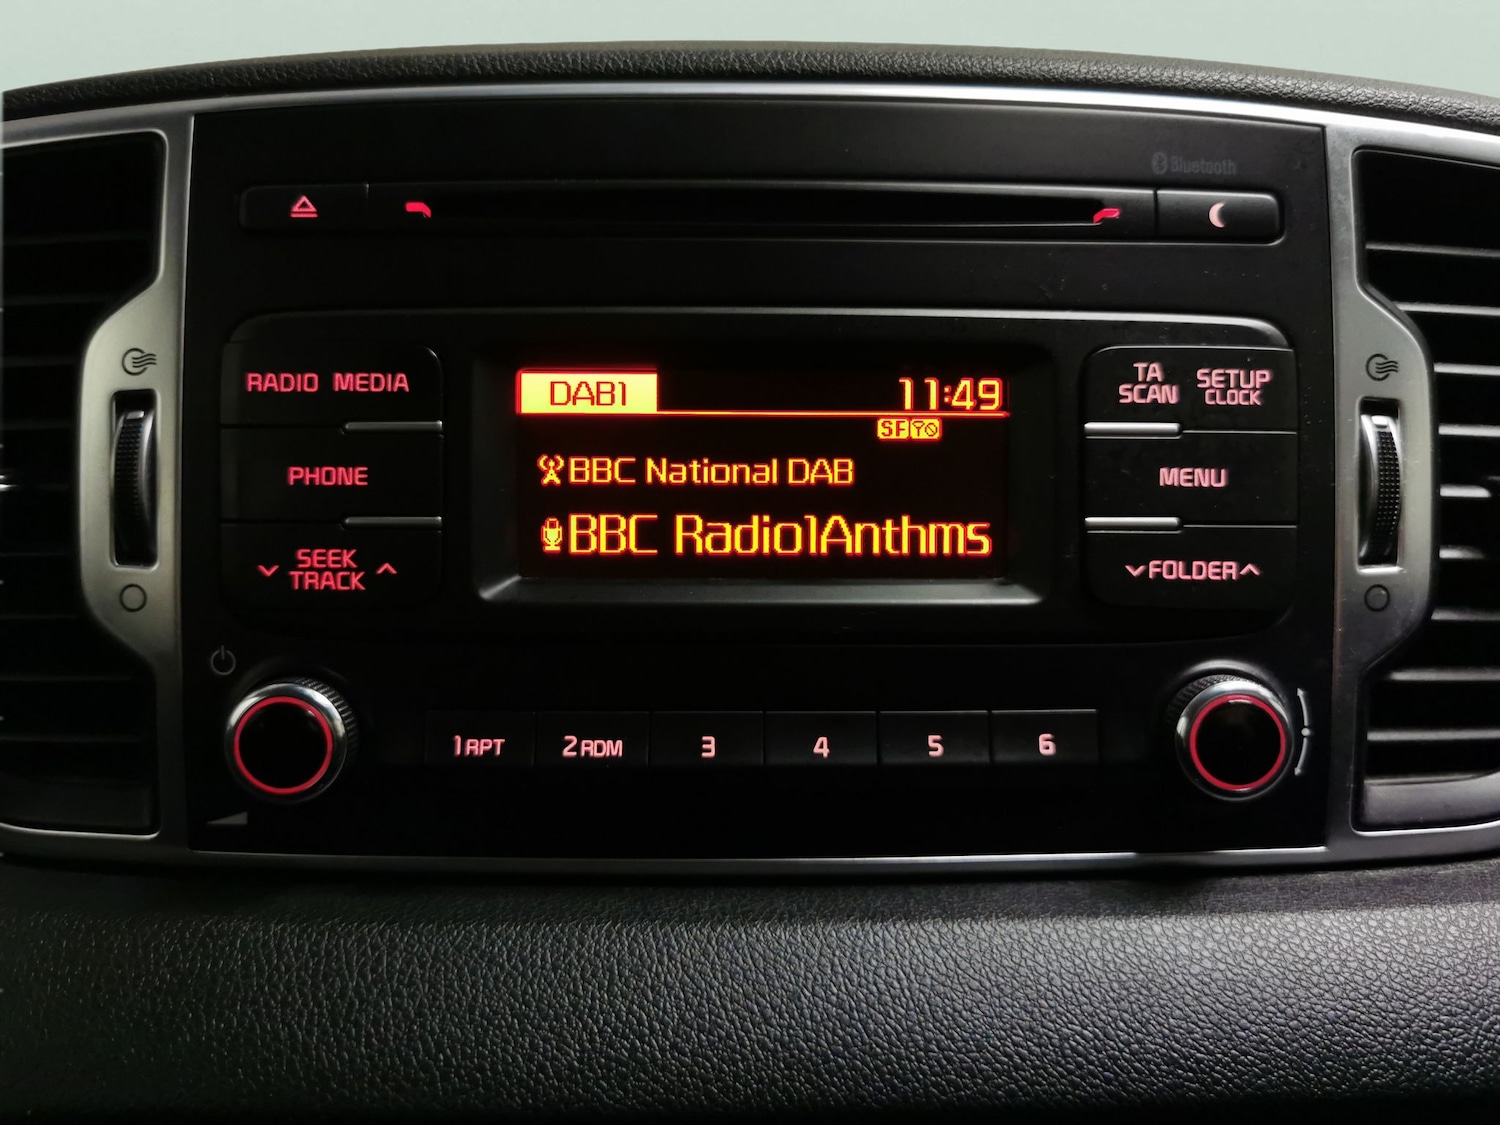 Bluetooth
RADIO MEDIA
DAB1
11:49
TA
SCAN
SETUP
CLOCK
SF
PHONE
BBC National DAB
MENU
SEEK
TRACK
BBC Radio1Anthms
FOLDER
1 RPT
2 RDM
3
4
5
6